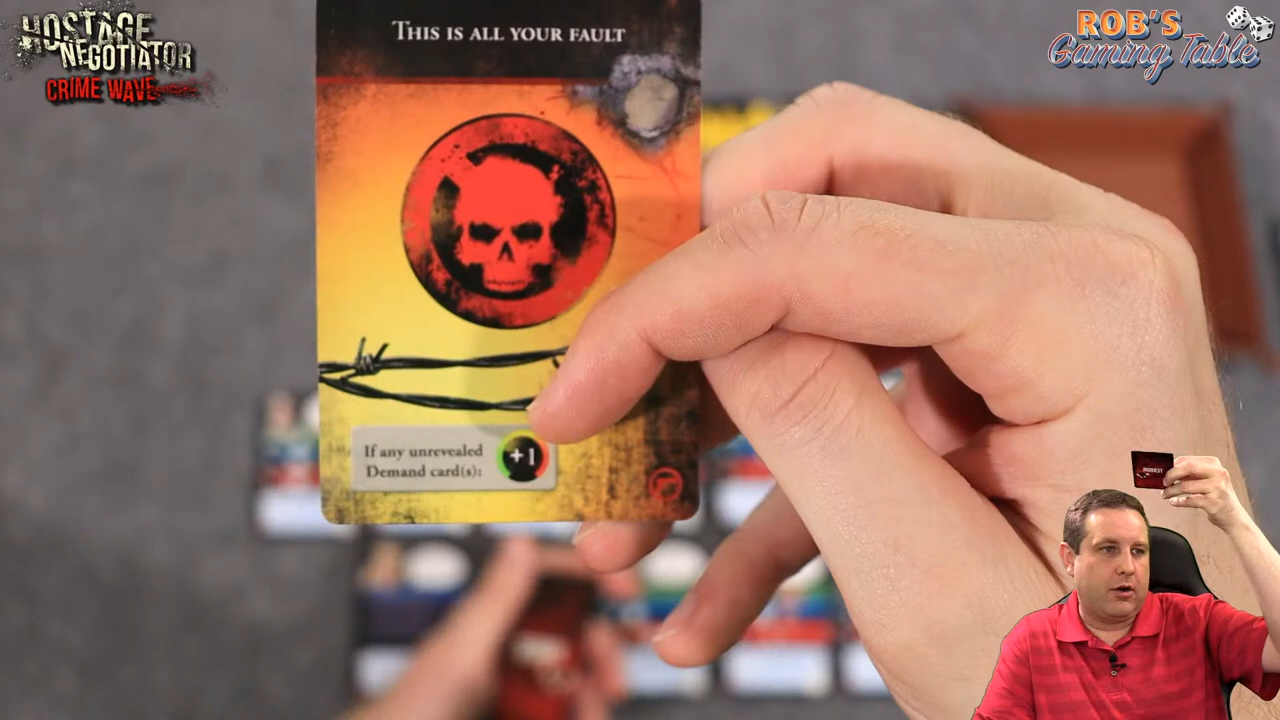 HOSTAGE
NEGOTIATOR
CRIME WAVE
ROB'S
Gaming Table
THIS IS ALL YOUR FAULT
If any unrevealed
Demand card(s):
+1